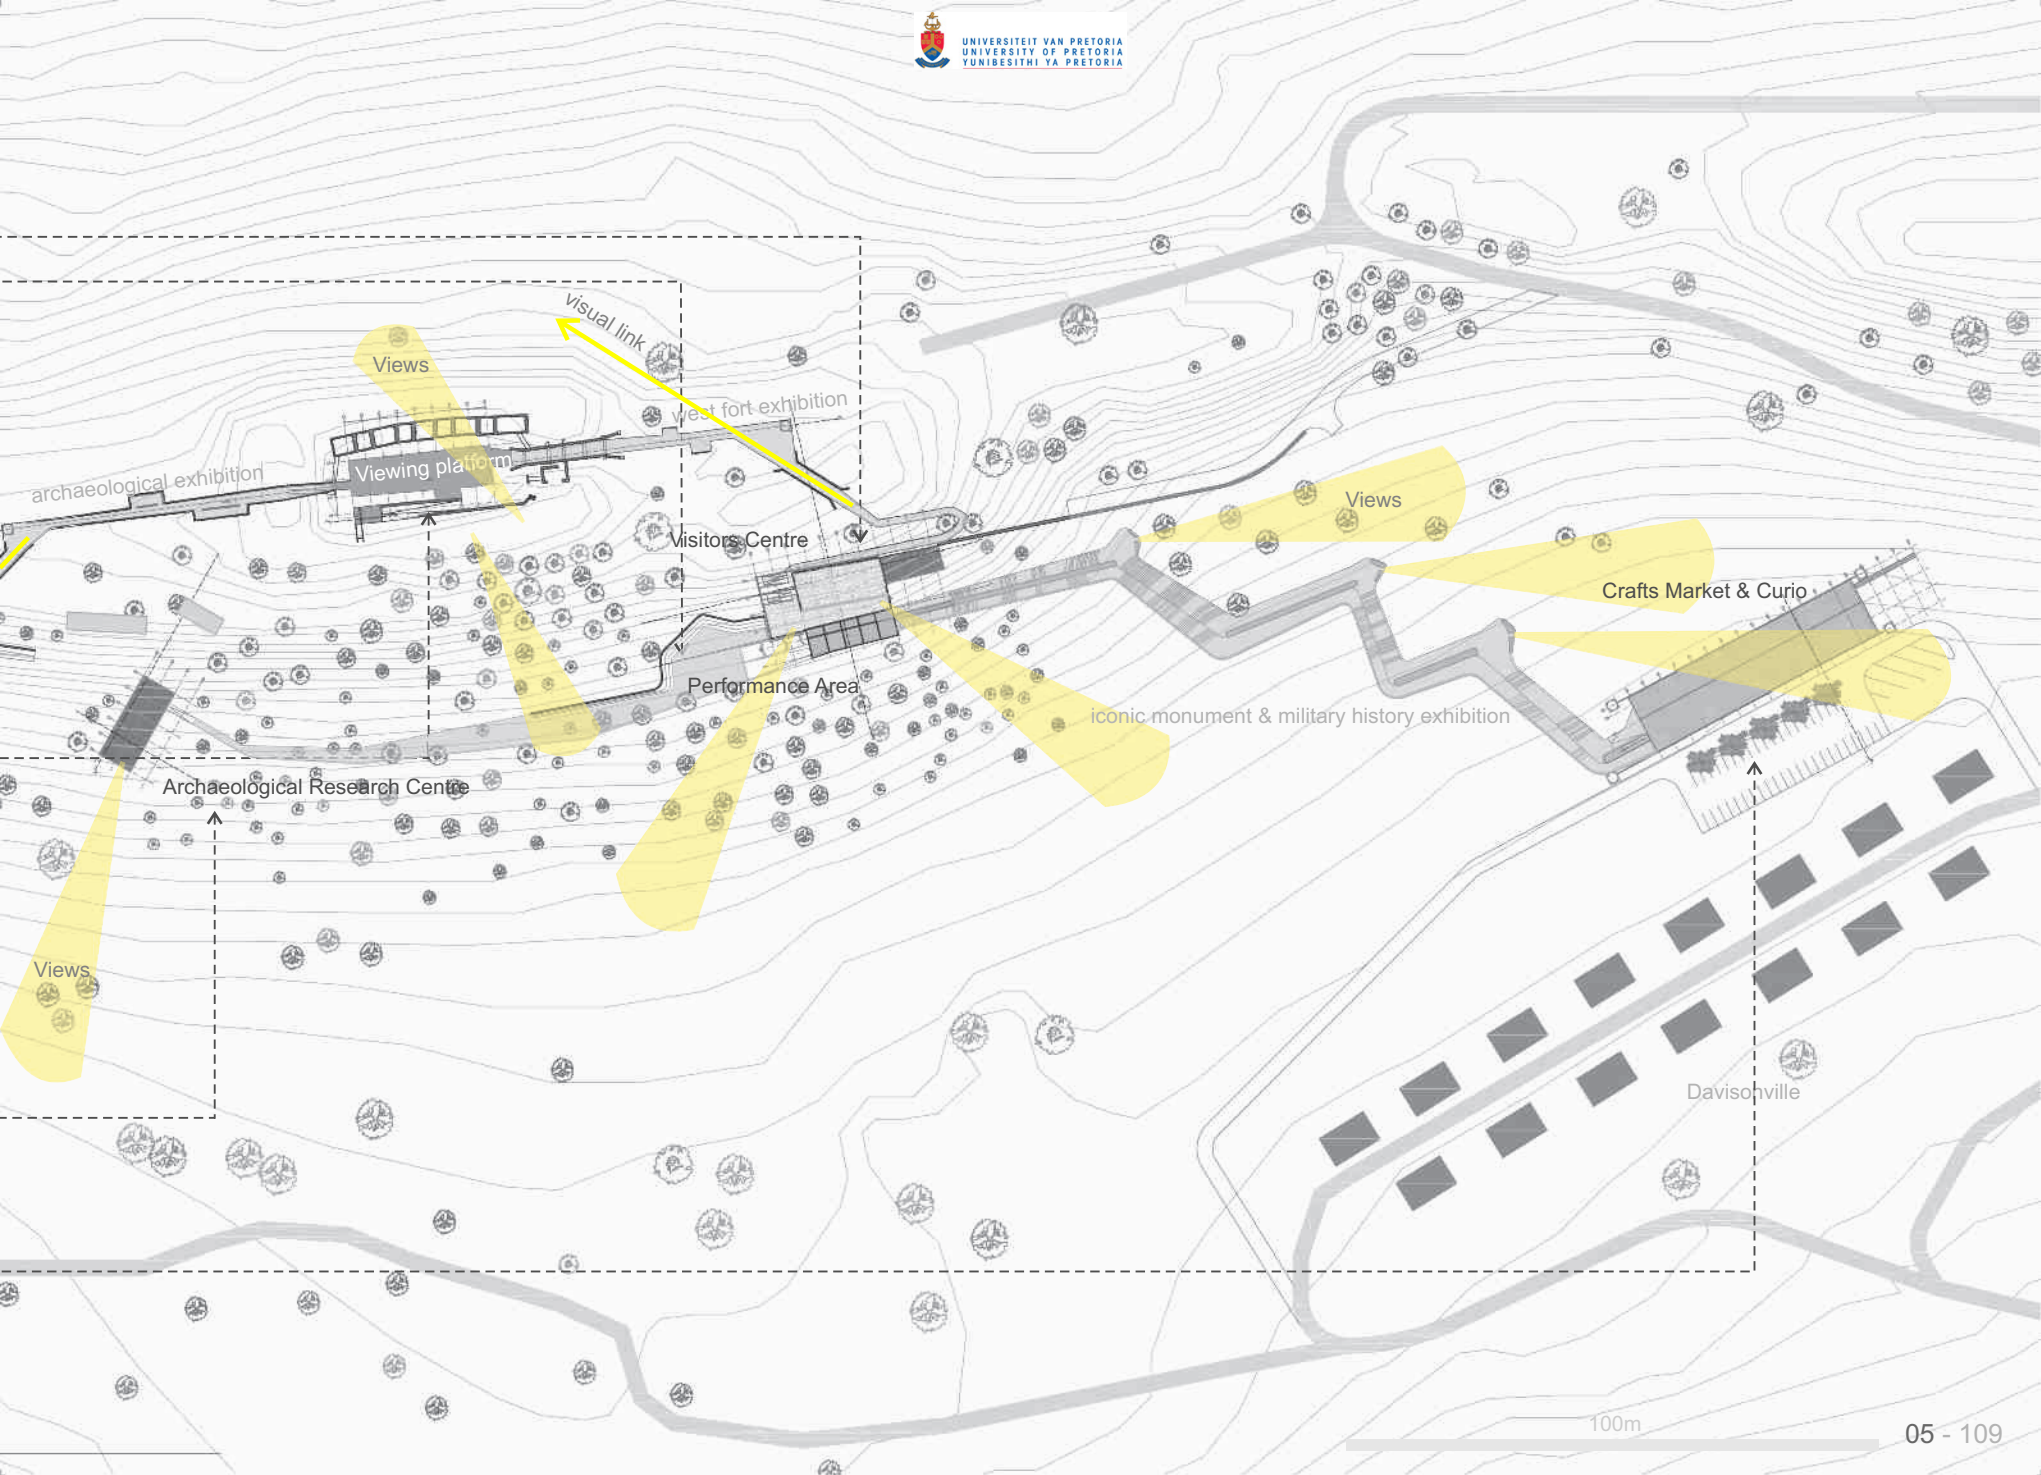 UNIVERSITEIT VAN PRETORIA
UNIVERSITY OF PRETORIA
YUNIBESITHI YA PRETORIA
visual link
Views
west fort exhibition
Viewing platform
archaeological exhibition
Views
Visitors Centre
Crafts Market & Curio
Performance Area
iconic monument & military history exhibition
Archaeological Research Centre
Views
Davisonville
100m
05 - 109